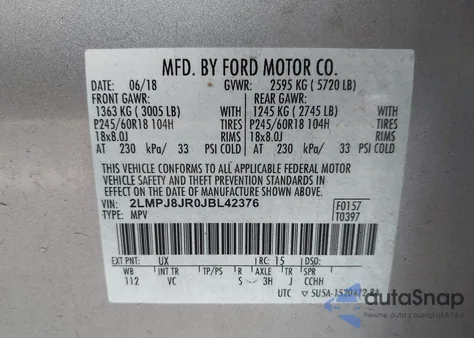 MFD. BY FORD MOTOR CO.
DATE: 06/18 GVWR: 2595 KG ( 5720 LB)
FRONT GAWR: REAR GAWR:
1363 KG ( 3005 LB) WITH 1245 KG ( 2745 LB) WITH
P245/60R18 104H TIRES P245/60R18 104H TIRES
18x8.0J RIMS 18x8.0J RIMS
AT 230 kPa/ 33 PSI COLD AT 230 kPa/ 33 PSI COLD
THIS VEHICLE CONFORMS TO ALL APPLICABLE FEDERAL MOTOR
VEHICLE SAFETY AND THEFT PREVENTION STANDARDS IN
EFFECT ON THE DATE OF MANUFACTURE SHOWN ABOVE.
VIN: 2LMPJ8JR0JBL42376 F0157
TYPE: MPV T0397
EXT PNT: UX RC: 15 DSO:
WB INT TR TP/PS R AXLE TR SPR
112 VC S 3H J CCHH
UTC
autoSnap